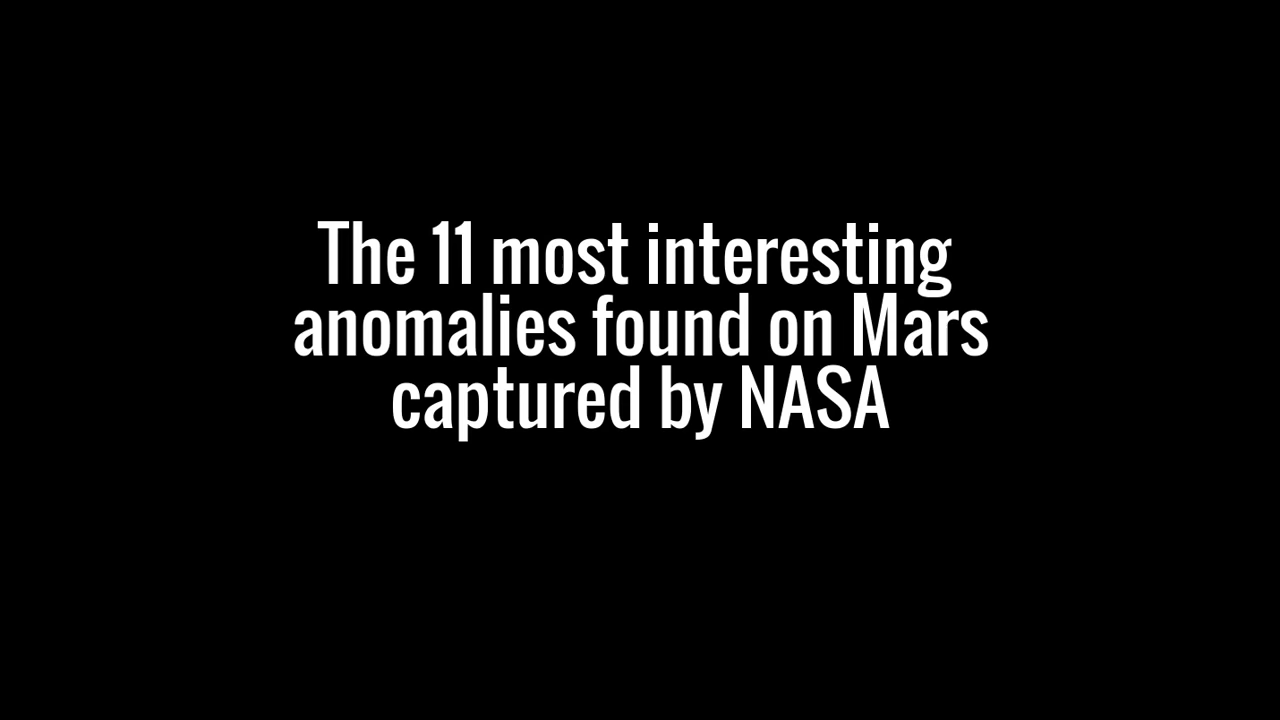 The 11 most interesting
anomalies found on Mars
captured by NASA